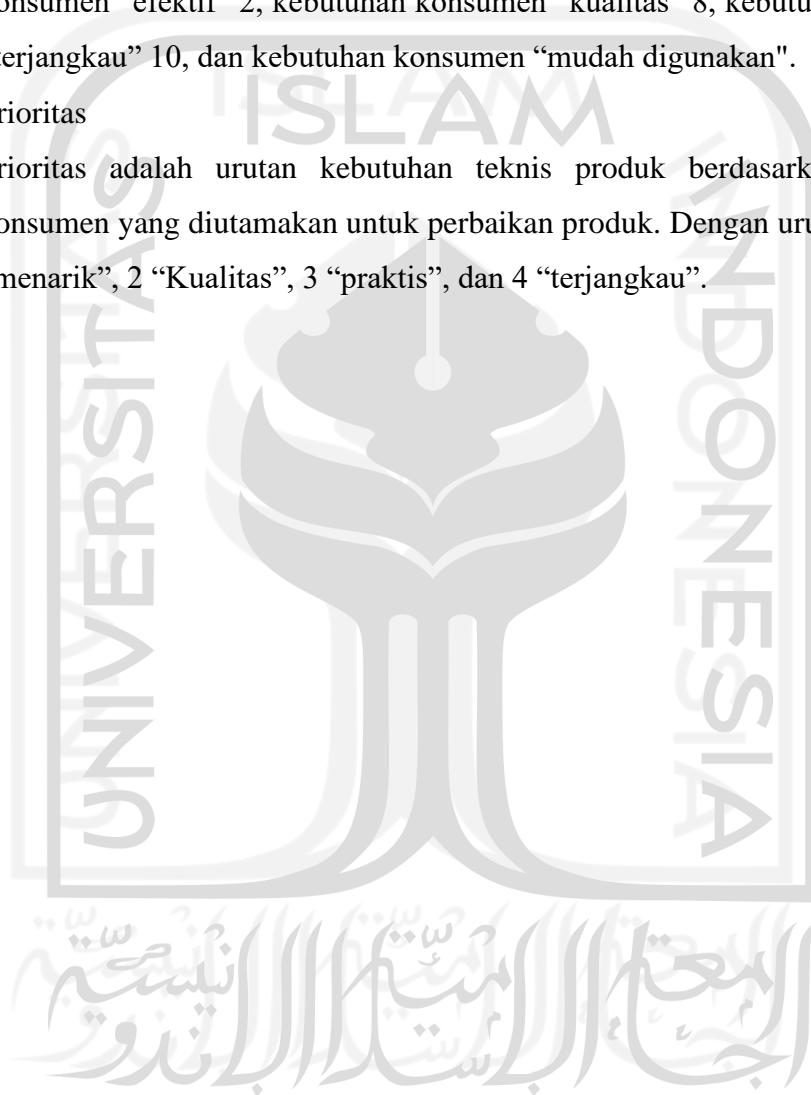 onsumen "efektif" 2, kebutuhan konsumen "kualitas" 8, kebutu
terjangkau” 10, dan kebutuhan konsumen “mudah digunakan".
rioritas
rioritas adalah urutan kebutuhan teknis produk berdasark
onsumen yang diutamakan untuk perbaikan produk. Dengan uru
menarik”, 2 “Kualitas”, 3 “praktis”, dan 4 “terjangkau”.
ISLAM
UNIVERSITAS
INDONESIA